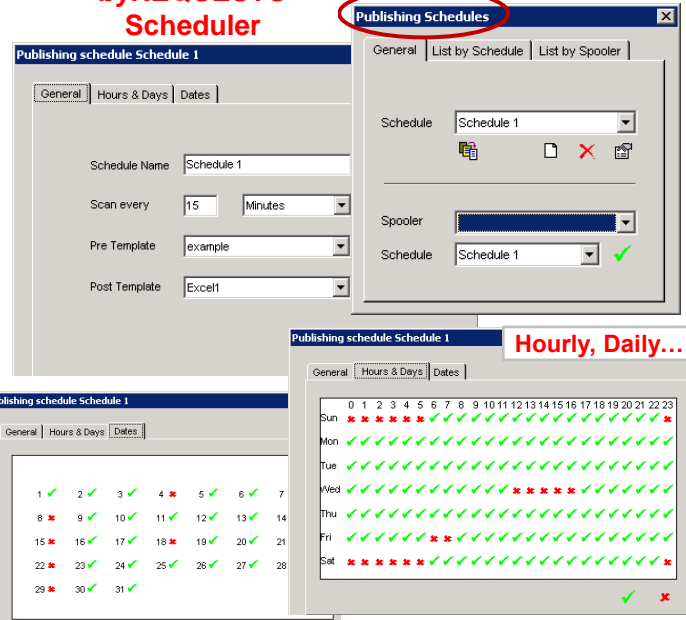 Scheduler
Publishing Schedules
General List by Schedule List by Spooler
Schedule Schedule 1
Spooler
Schedule Schedule 1
Publishing schedule Schedule 1
General Hours & Days Dates
Schedule Name Schedule 1
Scan every 15 Minutes
Pre Template example
Post Template Excel1
Hourly, Daily…
Publishing schedule Schedule 1
General Hours & Days Dates
0 1 2 3 4 5 6 7 8 9 10 11 12 13 14 15 16 17 18 19 20 21 22 23
Sun
Mon
Tue
Wed
Thu
Fri
Sat
blishing schedule Schedule 1
General Hours & Days Dates
1 2 3 4 5 6 7
8 9 10 11 12 13 14
15 16 17 18 19 20 21
22 23 24 25 26 27 28
29 30 31